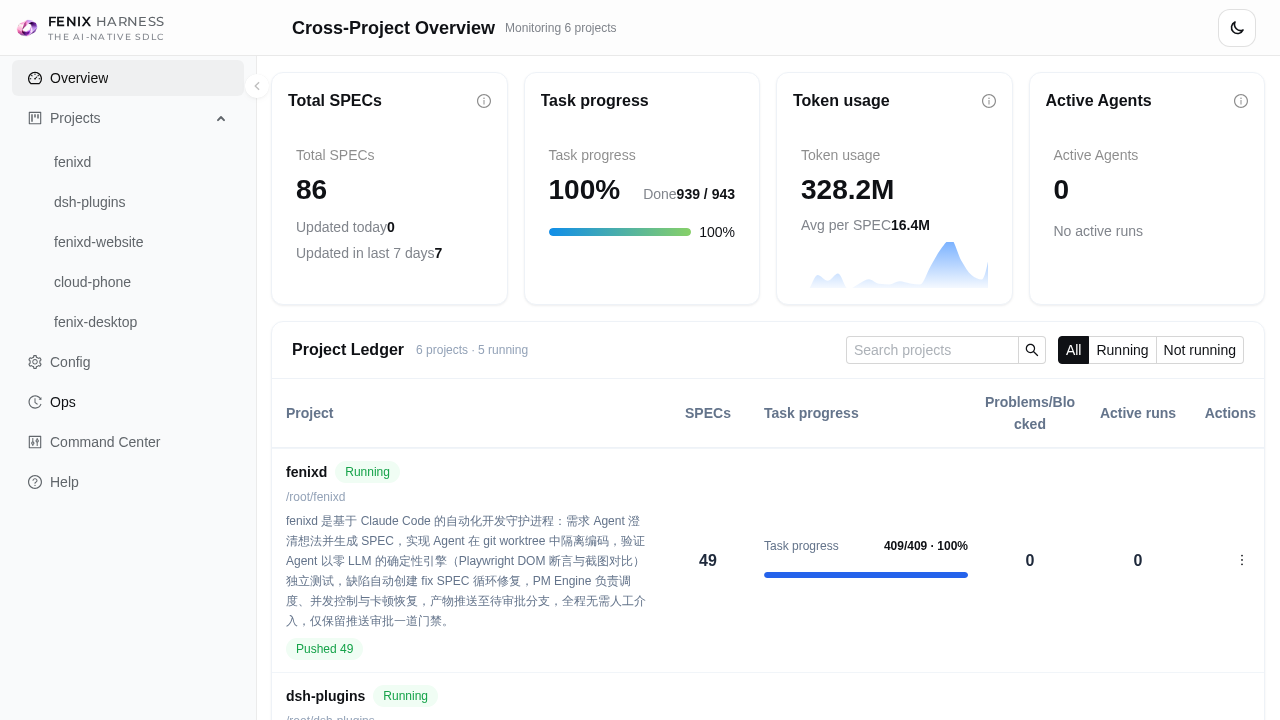 FENIX HARNESS
THE AI-NATIVE SDLC
Cross-Project Overview Monitoring 6 projects
Overview
Projects
fenixd
dsh-plugins
fenixd-website
cloud-phone
fenix-desktop
Config
Ops
Command Center
Help
Total SPECs
Total SPECs
86
Updated today0
Updated in last 7 days7
Task progress
Task progress
100% Done939 / 943
100%
Token usage
Token usage
328.2M
Avg per SPEC16.4M
Active Agents
Active Agents
0
No active runs
Project Ledger 6 projects · 5 running
Search projects
All Running Not running
Project SPECs Task progress Problems/Blo
cked Active runs Actions
fenixd Running
/root/fenixd
fenixd 是基于 Claude Code 的自动化开发守护进程：需求 Agent 澄
清想法并生成 SPEC，实现 Agent 在 git worktree 中隔离编码，验证
Agent 以零 LLM 的确定性引擎（Playwright DOM 断言与截图对比）
独立测试，缺陷自动创建 fix SPEC 循环修复，PM Engine 负责调
度、并发控制与卡顿恢复，产物推送至待审批分支，全程无需人工介
入，仅保留推送审批一道门禁。
Pushed 49
49
Task progress 409/409 · 100%
0
0
dsh-plugins Running
/root/dsh-plugins